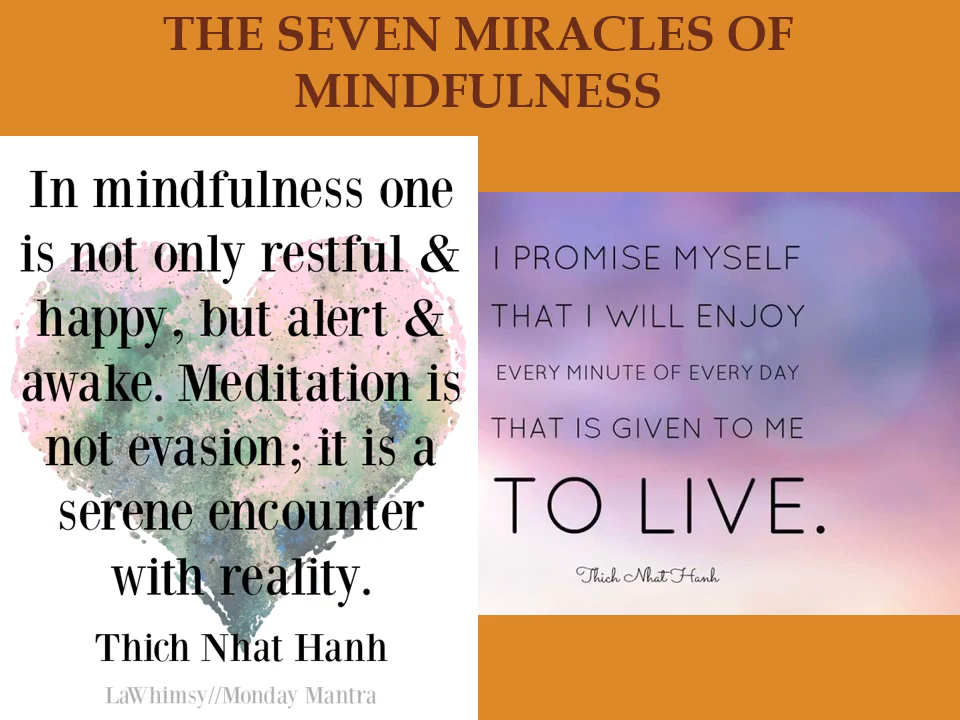 THE SEVEN MIRACLES OF
MINDFULNESS
In mindfulness one
is not only restful &
happy, but alert &
awake. Meditation is
not evasion; it is a
serene encounter
with reality.
Thich Nhat Hanh
LaWhimsy//Monday Mantra
I PROMISE MYSELF
THAT I WILL ENJOY
EVERY MINUTE OF EVERY DAY
THAT IS GIVEN TO ME
TO LIVE.
Thich Nhat Hanh